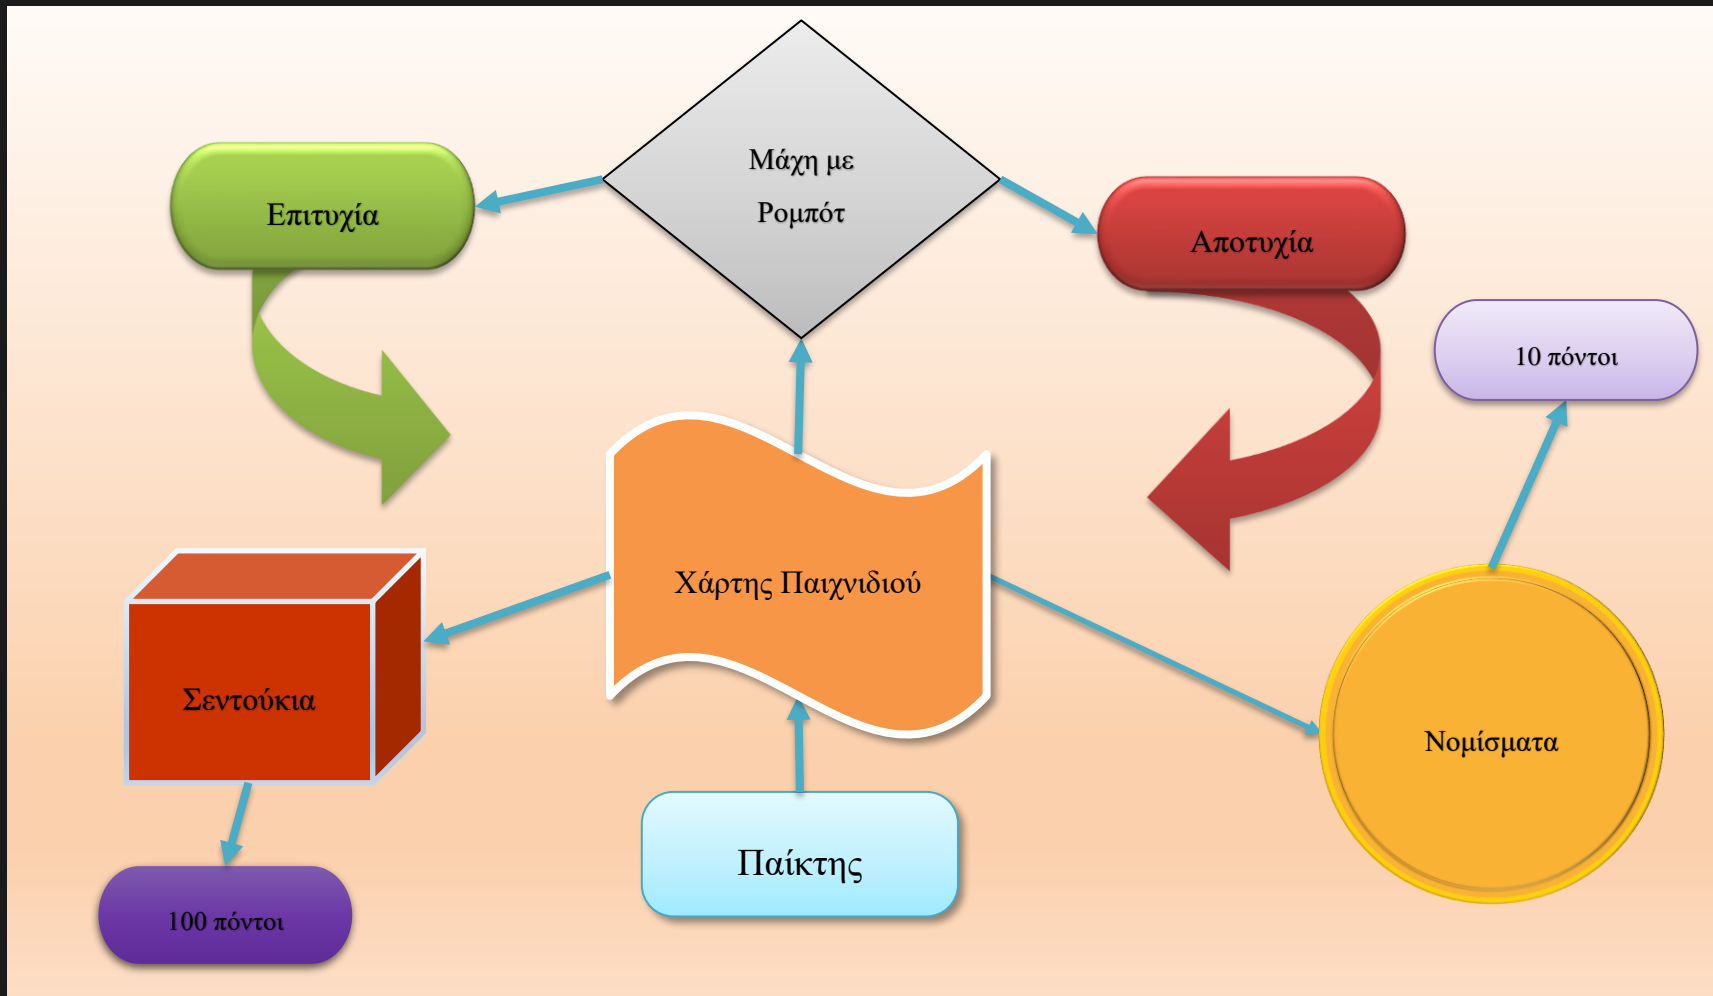 Μάχη με
Ρομπότ
Επιτυχία
Αποτυχία
10 πόντοι
Χάρτης Παιχνιδιού
Σεντούκια
Νομίσματα
Παίκτης
100 πόντοι